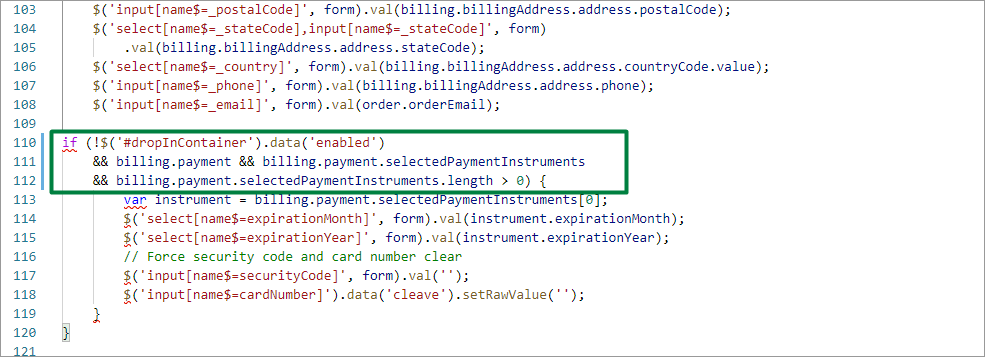 103 $('input[name$=_postalCode]', form).val(billing.billingAddress.address.postalCode);
104 $('select[name$=_stateCode],input[name$=_stateCode]', form)
105 .val(billing.billingAddress.address.stateCode);
106 $('select[name$=_country]', form).val(billing.billingAddress.address.countryCode.value);
107 $('input[name$=_phone]', form).val(billing.billingAddress.address.phone);
108 $('input[name$=_email]', form).val(order.orderEmail);
109
110 if (!$('#dropInContainer').data('enabled')
111 && billing.payment && billing.payment.selectedPaymentInstruments
112 && billing.payment.selectedPaymentInstruments.length > 0) {
113 var instrument = billing.payment.selectedPaymentInstruments[0];
114 $('select[name$=expirationMonth]', form).val(instrument.expirationMonth);
115 $('select[name$=expirationYear]', form).val(instrument.expirationYear);
116 // Force security code and card number clear
117 $('input[name$=securityCode]', form).val('');
118 $('input[name$=cardNumber]').data('cleave').setRawValue('');
119 }
120 }
121